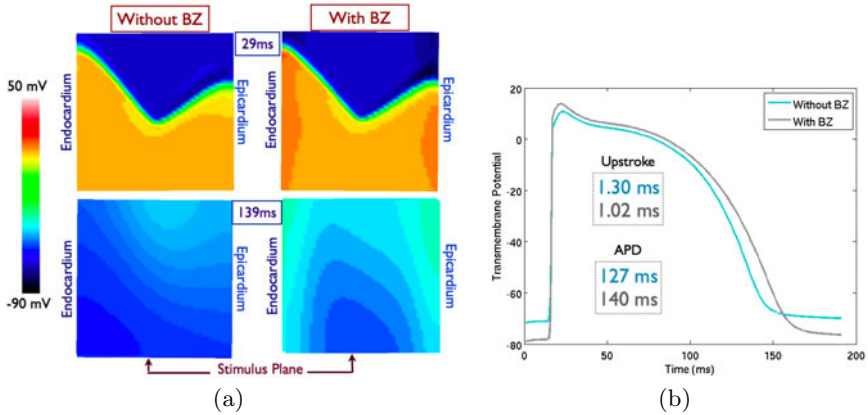 Without BZ
With BZ
29ms
50 mV
-90 mV
Endocardium
Epicardium
Endocardium
Epicardium
139ms
Endocardium
Epicardium
Endocardium
Epicardium
Stimulus Plane
(a)
Transmembrane Potential
20
0
-20
-40
-60
-80
0
50
100
150
200
Time (ms)
Without BZ
With BZ
Upstroke
1.30 ms
1.02 ms
APD
127 ms
140 ms
(b)